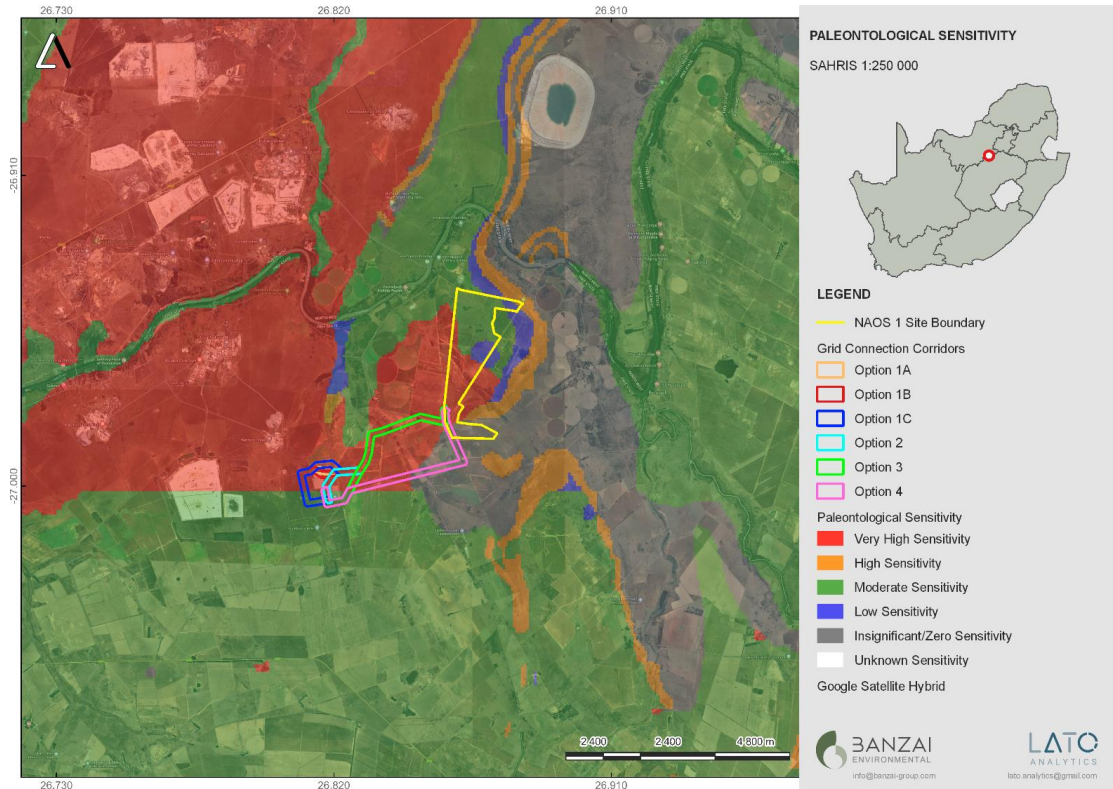 26.730
26.820
26.910
-26.910
-27.000
26.730
26.820
26.910
2,400
2,400
4,800 m
PALEONTOLOGICAL SENSITIVITY
SAHRIS 1:250 000
LEGEND
NAOS 1 Site Boundary
Grid Connection Corridors
Option 1A
Option 1B
Option 1C
Option 2
Option 3
Option 4
Paleontological Sensitivity
Very High Sensitivity
High Sensitivity
Moderate Sensitivity
Low Sensitivity
Insignificant/Zero Sensitivity
Unknown Sensitivity
Google Satellite Hybrid
BANZAI
ENVIRONMENTAL
info@banzai-group.com
LATO
ANALYTICS
lato.analytics@gmail.com